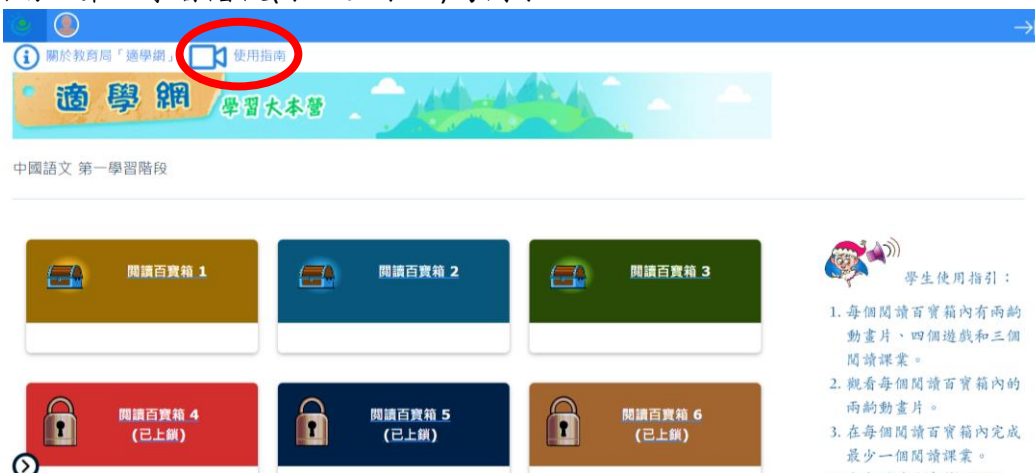 關於教育局「適學網」 使用指南
適學網 學習大本營
中國語文 第一學習階段
閱讀百寶箱 1
閱讀百寶箱 2
閱讀百寶箱 3
閱讀百寶箱 4
(已上鎖)
閱讀百寶箱 5
(已上鎖)
閱讀百寶箱 6
(已上鎖)
學生使用指引：
1. 每個閱讀百寶箱內有兩齣
動畫片、四個遊戲和三個
閱讀課業。
2. 觀看每個閱讀百寶箱內的
兩齣動畫片。
3. 在每個閱讀百寶箱內完成
最少一個閱讀課業。